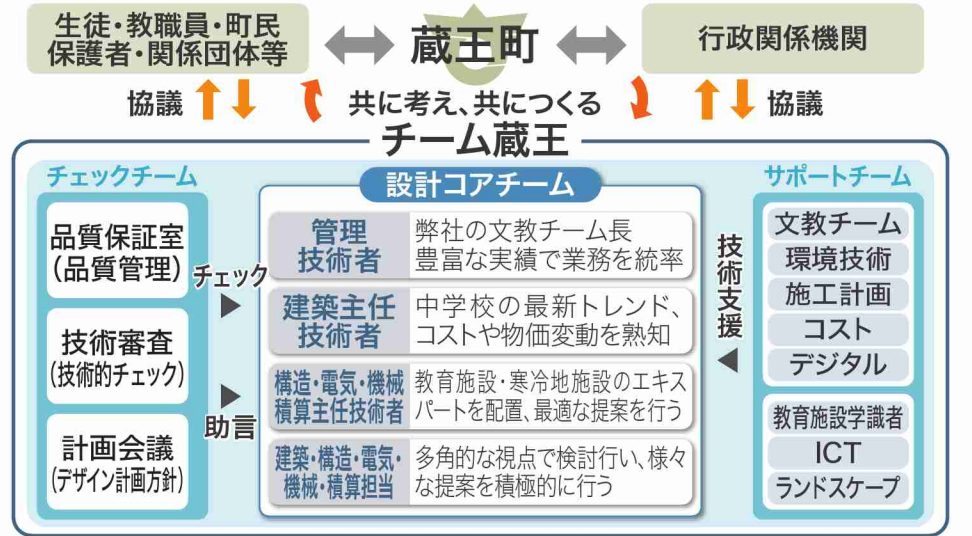 生徒・教職員・町民
保護者・関係団体等
蔵王町
行政関係機関
協議
共に考え、共につくる
協議
チーム蔵王
チェックチーム
品質保証室
(品質管理)
技術審査
(技術的チェック)
計画会議
(デザイン計画方針)
チェック
助言
設計コアチーム
管理
技術者
弊社の文教チーム長
豊富な実績で業務を統率
建築主任
技術者
中学校の最新トレンド、
コストや物価変動を熟知
構造・電気・機械
積算主任技術者
教育施設・寒冷地施設のエキス
パートを配置、最適な提案を行う
建築・構造・電気・
機械・積算担当
多角的な視点で検討行い、様々
な提案を積極的に行う
技術支援
サポートチーム
文教チーム
環境技術
施工計画
コスト
デジタル
教育施設学識者
ICT
ランドスケープ